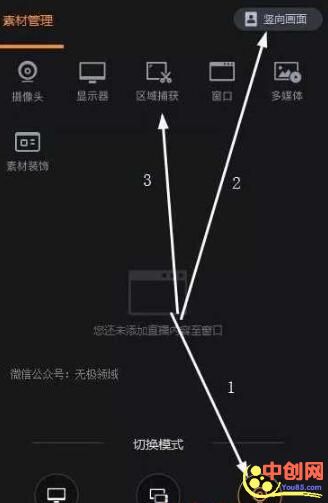 素材管理
竖向画面
摄像头
显示器
区域捕获
窗口
多媒体
素材装饰
3
2
您还未添加直播内容至窗口
微信公众号：无极领域
1
切换模式
中创网
You85.com